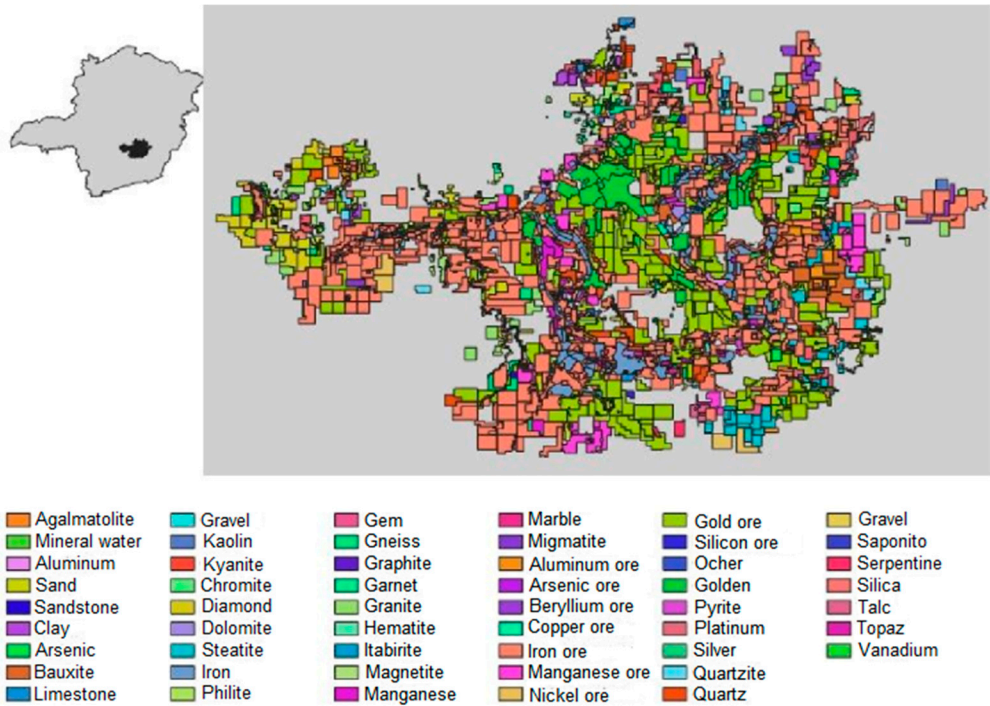 Agalmatolite
Mineral water
Aluminum
Sand
Sandstone
Clay
Arsenic
Bauxite
Limestone
Gravel
Kaolin
Kyanite
Chromite
Diamond
Dolomite
Steatite
Iron
Philite
Gem
Gneiss
Graphite
Garnet
Granite
Hematite
Itabirite
Magnetite
Manganese
Marble
Migmatite
Aluminum ore
Arsenic ore
Beryllium ore
Copper ore
Iron ore
Manganese ore
Nickel ore
Gold ore
Silicon ore
Ocher
Golden
Pyrite
Platinum
Silver
Quartzite
Quartz
Gravel
Saponito
Serpentine
Silica
Talc
Topaz
Vanadium